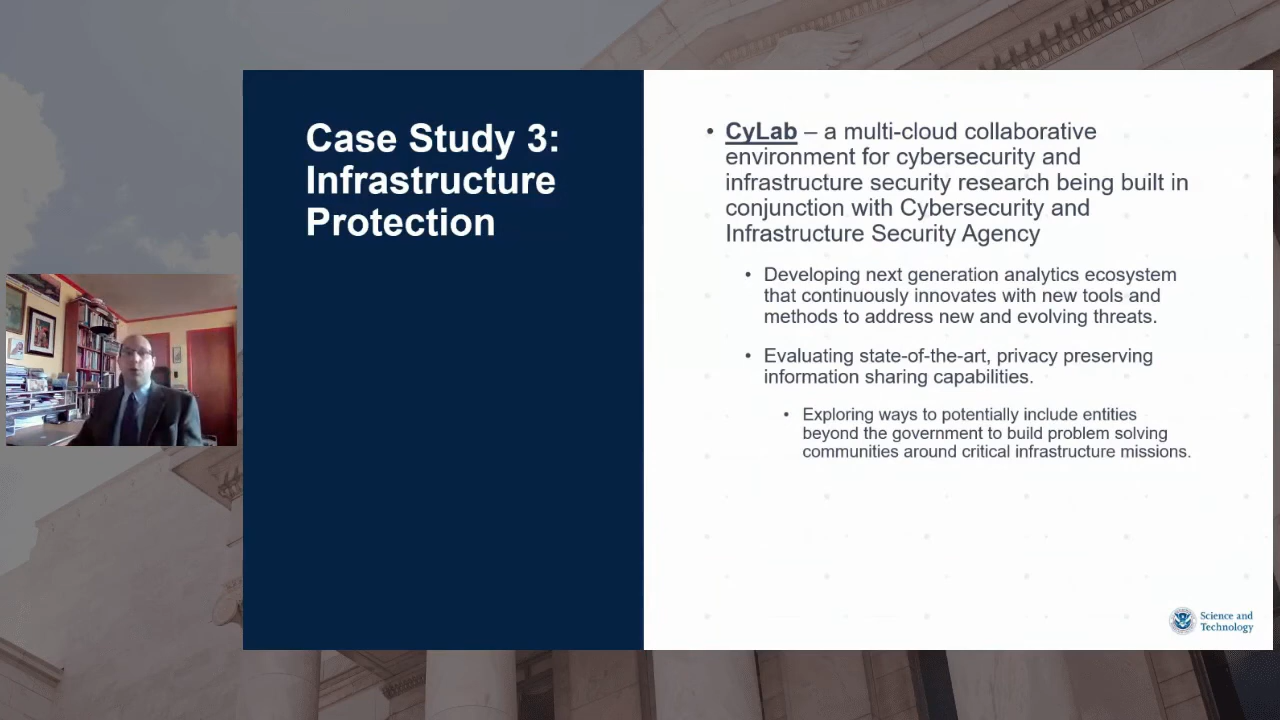 Case Study 3:
Infrastructure
Protection
• CyLab – a multi-cloud collaborative
environment for cybersecurity and
infrastructure security research being built in
conjunction with Cybersecurity and
Infrastructure Security Agency
• Developing next generation analytics ecosystem
that continuously innovates with new tools and
methods to address new and evolving threats.
• Evaluating state-of-the-art, privacy preserving
information sharing capabilities.
• Exploring ways to potentially include entities
beyond the government to build problem solving
communities around critical infrastructure missions.
Science and
Technology